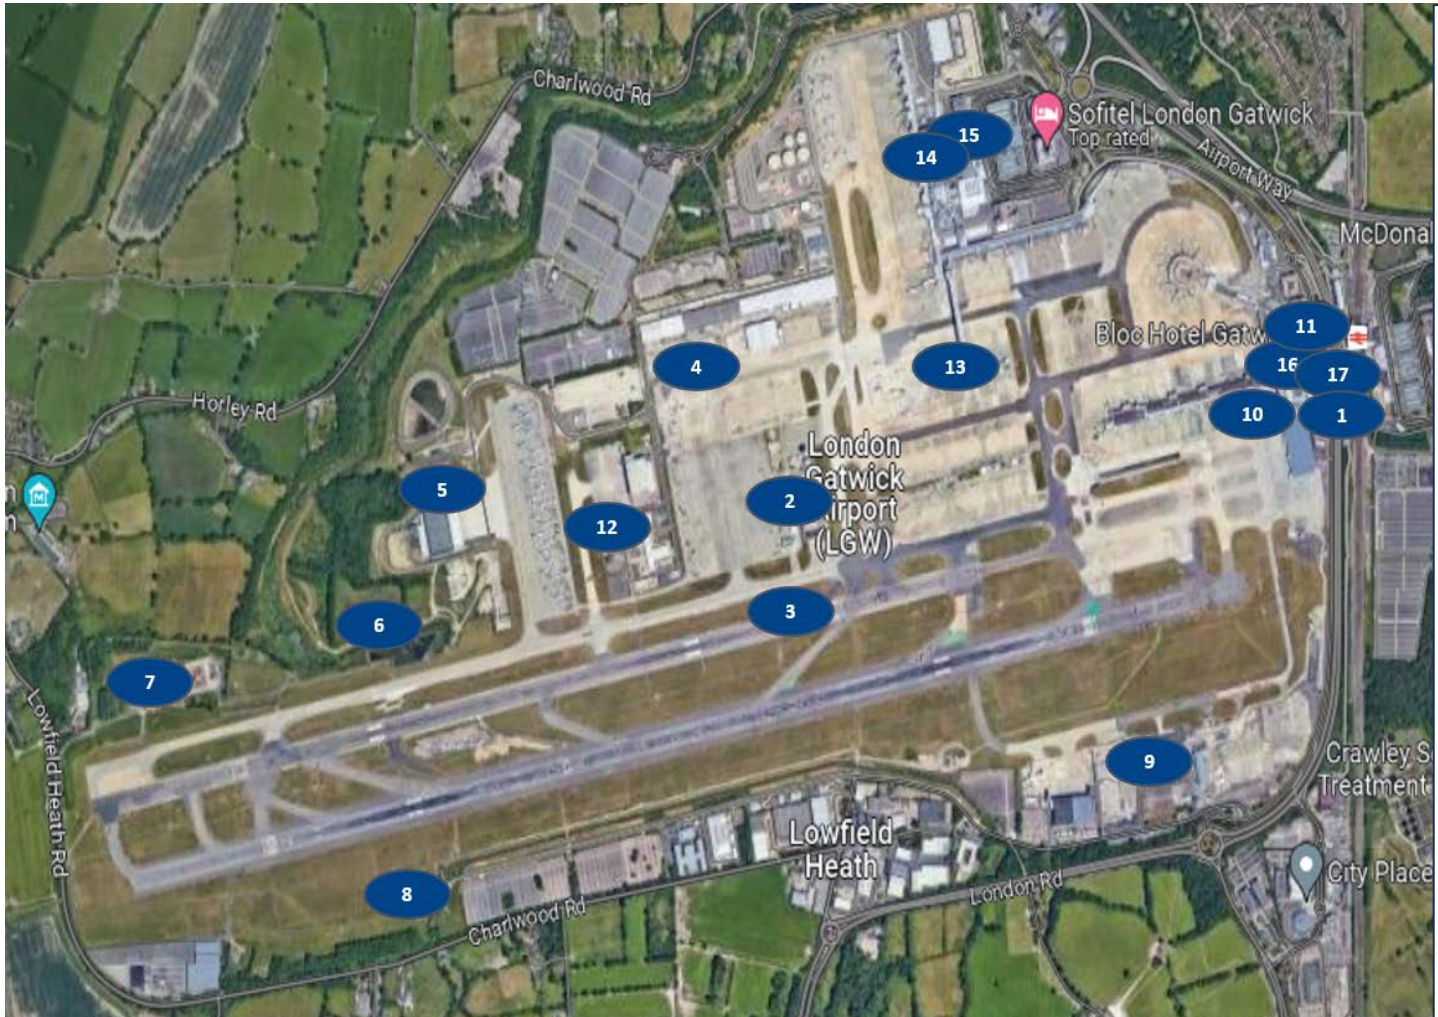 Charlwood Rd
Sofitel London Gatwick
Top rated
15
14
Airport Way
McDonal
11
Bloc Hotel Gatw
16
17
4
13
Horley Rd
10
1
London
Gatwick
Airport
(LGW)
5
2
12
3
6
7
Lowfield Heath Rd
9
Crawley S
Treatment
Lowfield
Heath
City Place
London Rd
8
Charlwood Rd